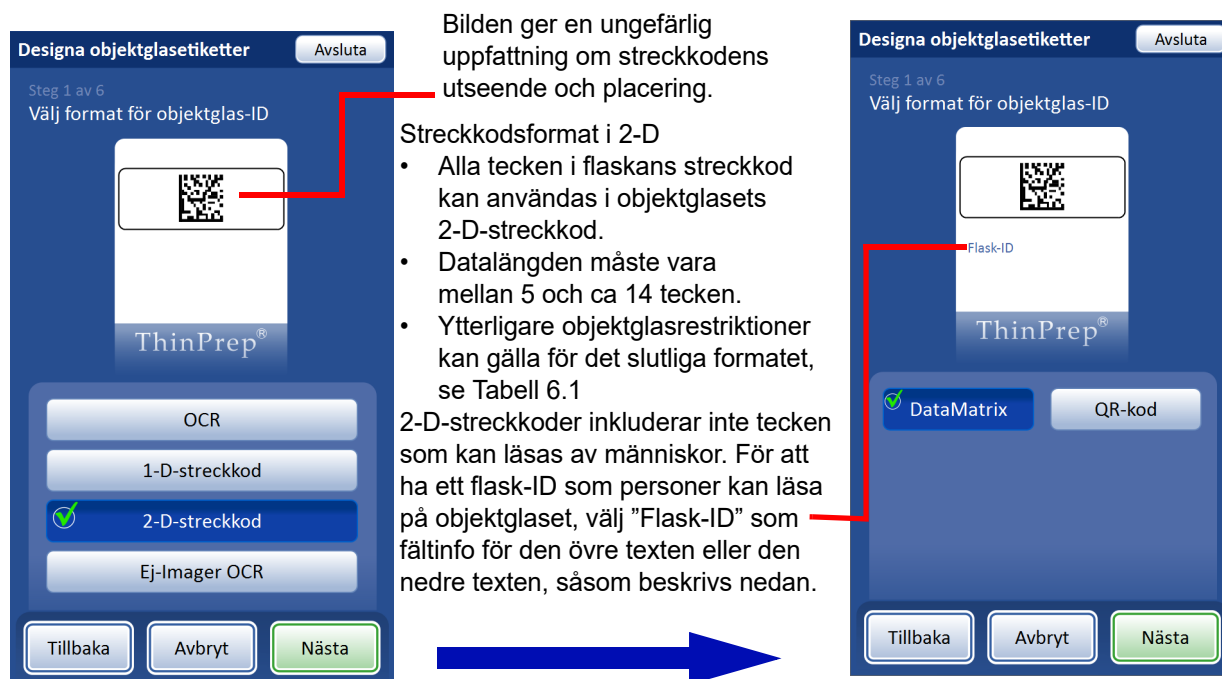 Designa objektglasetiketter
Avsluta
Steg 1 av 6
Välj format för objektglas-ID
ThinPrep®
OCR
1-D-streckkod
2-D-streckkod
Ej-Imager OCR
Tillbaka
Avbryt
Nästa
Bilden ger en ungefärlig
uppfattning om streckkodens
utseende och placering.
Streckkodsformat i 2-D
• Alla tecken i flaskans streckkod
kan användas i objektglasets
2-D-streckkod.
• Datalängden måste vara
mellan 5 och ca 14 tecken.
• Ytterligare objektglasrestriktioner
kan gälla för det slutliga formatet,
se Tabell 6.1
2-D-streckkoder inkluderar inte tecken
som kan läsas av människor. För att
ha ett flask-ID som personer kan läsa
på objektglaset, välj ”Flask-ID” som
fältinfo för den övre texten eller den
nedre texten, såsom beskrivs nedan.
Designa objektglasetiketter
Avsluta
Steg 1 av 6
Välj format för objektglas-ID
Flask-ID
ThinPrep®
DataMatrix
QR-kod
Tillbaka
Avbryt
Nästa